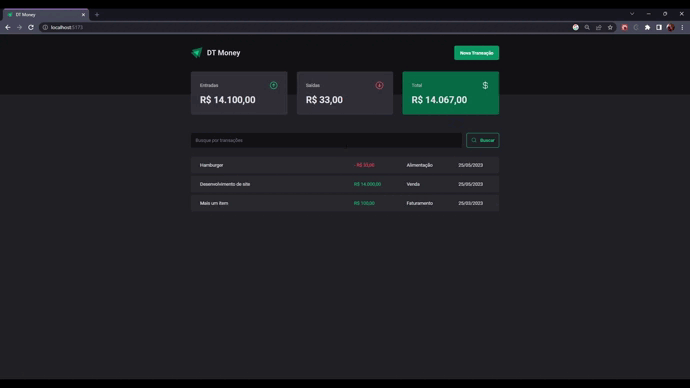 DT Money
localhost:5173
DT Money
Nova Transação
Entradas
R$ 14.100,00
Saídas
R$ 33,00
Total
R$ 14.067,00
Busque por transações
Buscar
Hamburger - R$ 33,00 Alimentação 25/05/2023
Desenvolvimento de site R$ 14.000,00 Venda 25/05/2023
Mais um item R$ 100,00 Faturamento 25/03/2023